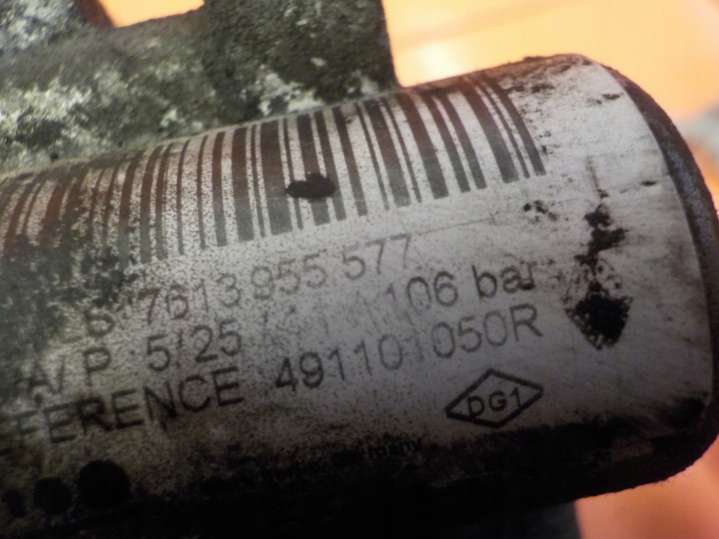 7613 955 577
A/ P 5/25 106 bar
FERENCE 491101050R
DG1